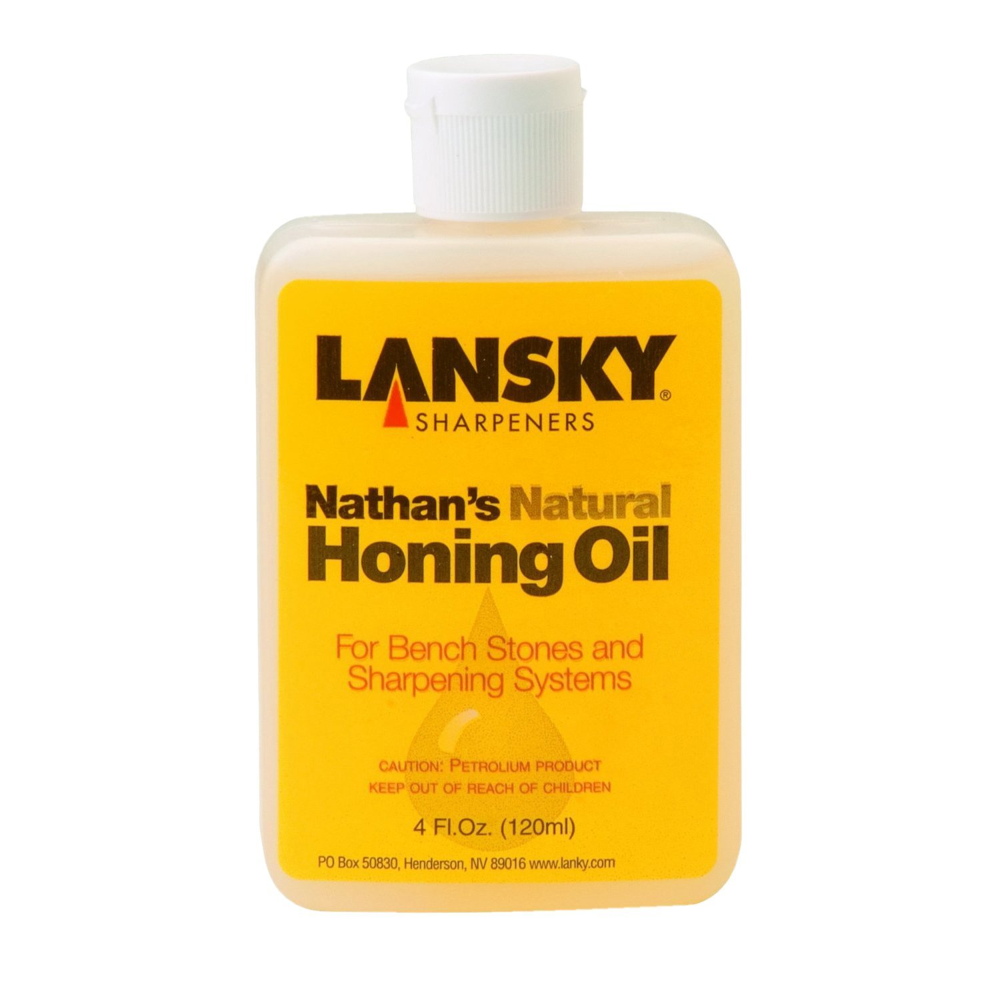 LANSKY®
SHARPENERS
Nathan's Natural
Honing Oil
For Bench Stones and
Sharpening Systems
CAUTION: PETROLIUM PRODUCT
KEEP OUT OF REACH OF CHILDREN
4 Fl.Oz. (120ml)
PO Box 50830, Henderson, NV 89016 www.lanky.com